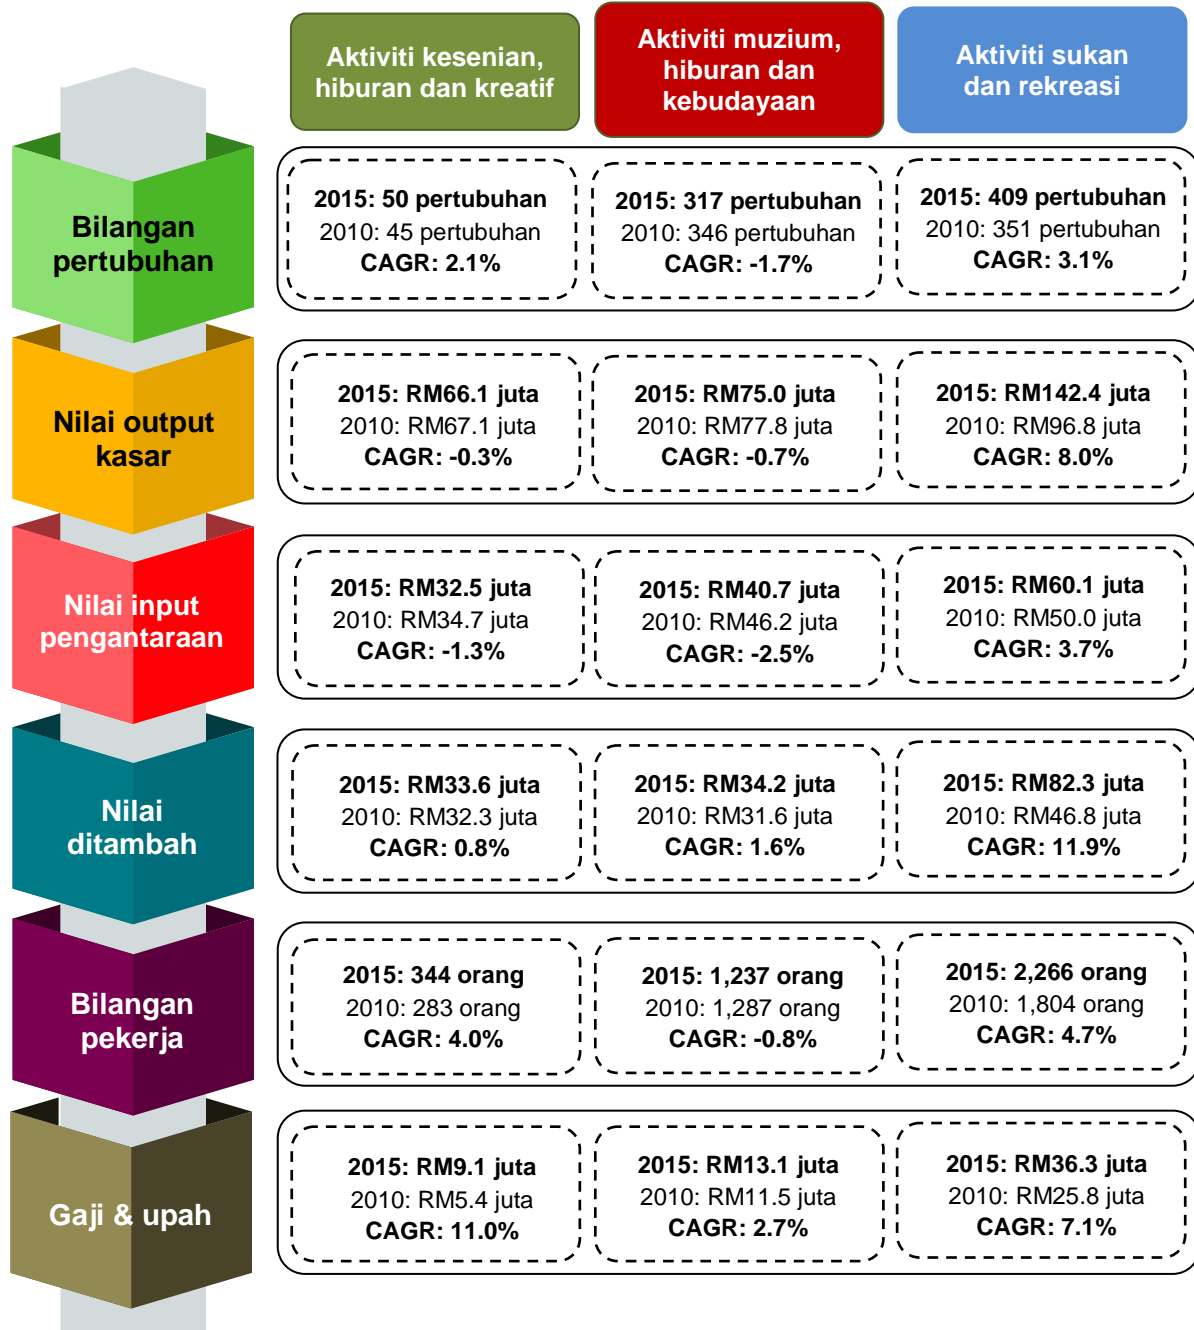 Aktiviti kesenian,
hiburan dan kreatif
Aktiviti muzium,
hiburan dan
kebudayaan
Aktiviti sukan
dan rekreasi
Bilangan
pertubuhan
2015: 50 pertubuhan
2010: 45 pertubuhan
CAGR: 2.1%
2015: 317 pertubuhan
2010: 346 pertubuhan
CAGR: -1.7%
2015: 409 pertubuhan
2010: 351 pertubuhan
CAGR: 3.1%
Nilai output
kasar
2015: RM66.1 juta
2010: RM67.1 juta
CAGR: -0.3%
2015: RM75.0 juta
2010: RM77.8 juta
CAGR: -0.7%
2015: RM142.4 juta
2010: RM96.8 juta
CAGR: 8.0%
Nilai input
pengantaraan
2015: RM32.5 juta
2010: RM34.7 juta
CAGR: -1.3%
2015: RM40.7 juta
2010: RM46.2 juta
CAGR: -2.5%
2015: RM60.1 juta
2010: RM50.0 juta
CAGR: 3.7%
Nilai
ditambah
2015: RM33.6 juta
2010: RM32.3 juta
CAGR: 0.8%
2015: RM34.2 juta
2010: RM31.6 juta
CAGR: 1.6%
2015: RM82.3 juta
2010: RM46.8 juta
CAGR: 11.9%
Bilangan
pekerja
2015: 344 orang
2010: 283 orang
CAGR: 4.0%
2015: 1,237 orang
2010: 1,287 orang
CAGR: -0.8%
2015: 2,266 orang
2010: 1,804 orang
CAGR: 4.7%
Gaji & upah
2015: RM9.1 juta
2010: RM5.4 juta
CAGR: 11.0%
2015: RM13.1 juta
2010: RM11.5 juta
CAGR: 2.7%
2015: RM36.3 juta
2010: RM25.8 juta
CAGR: 7.1%